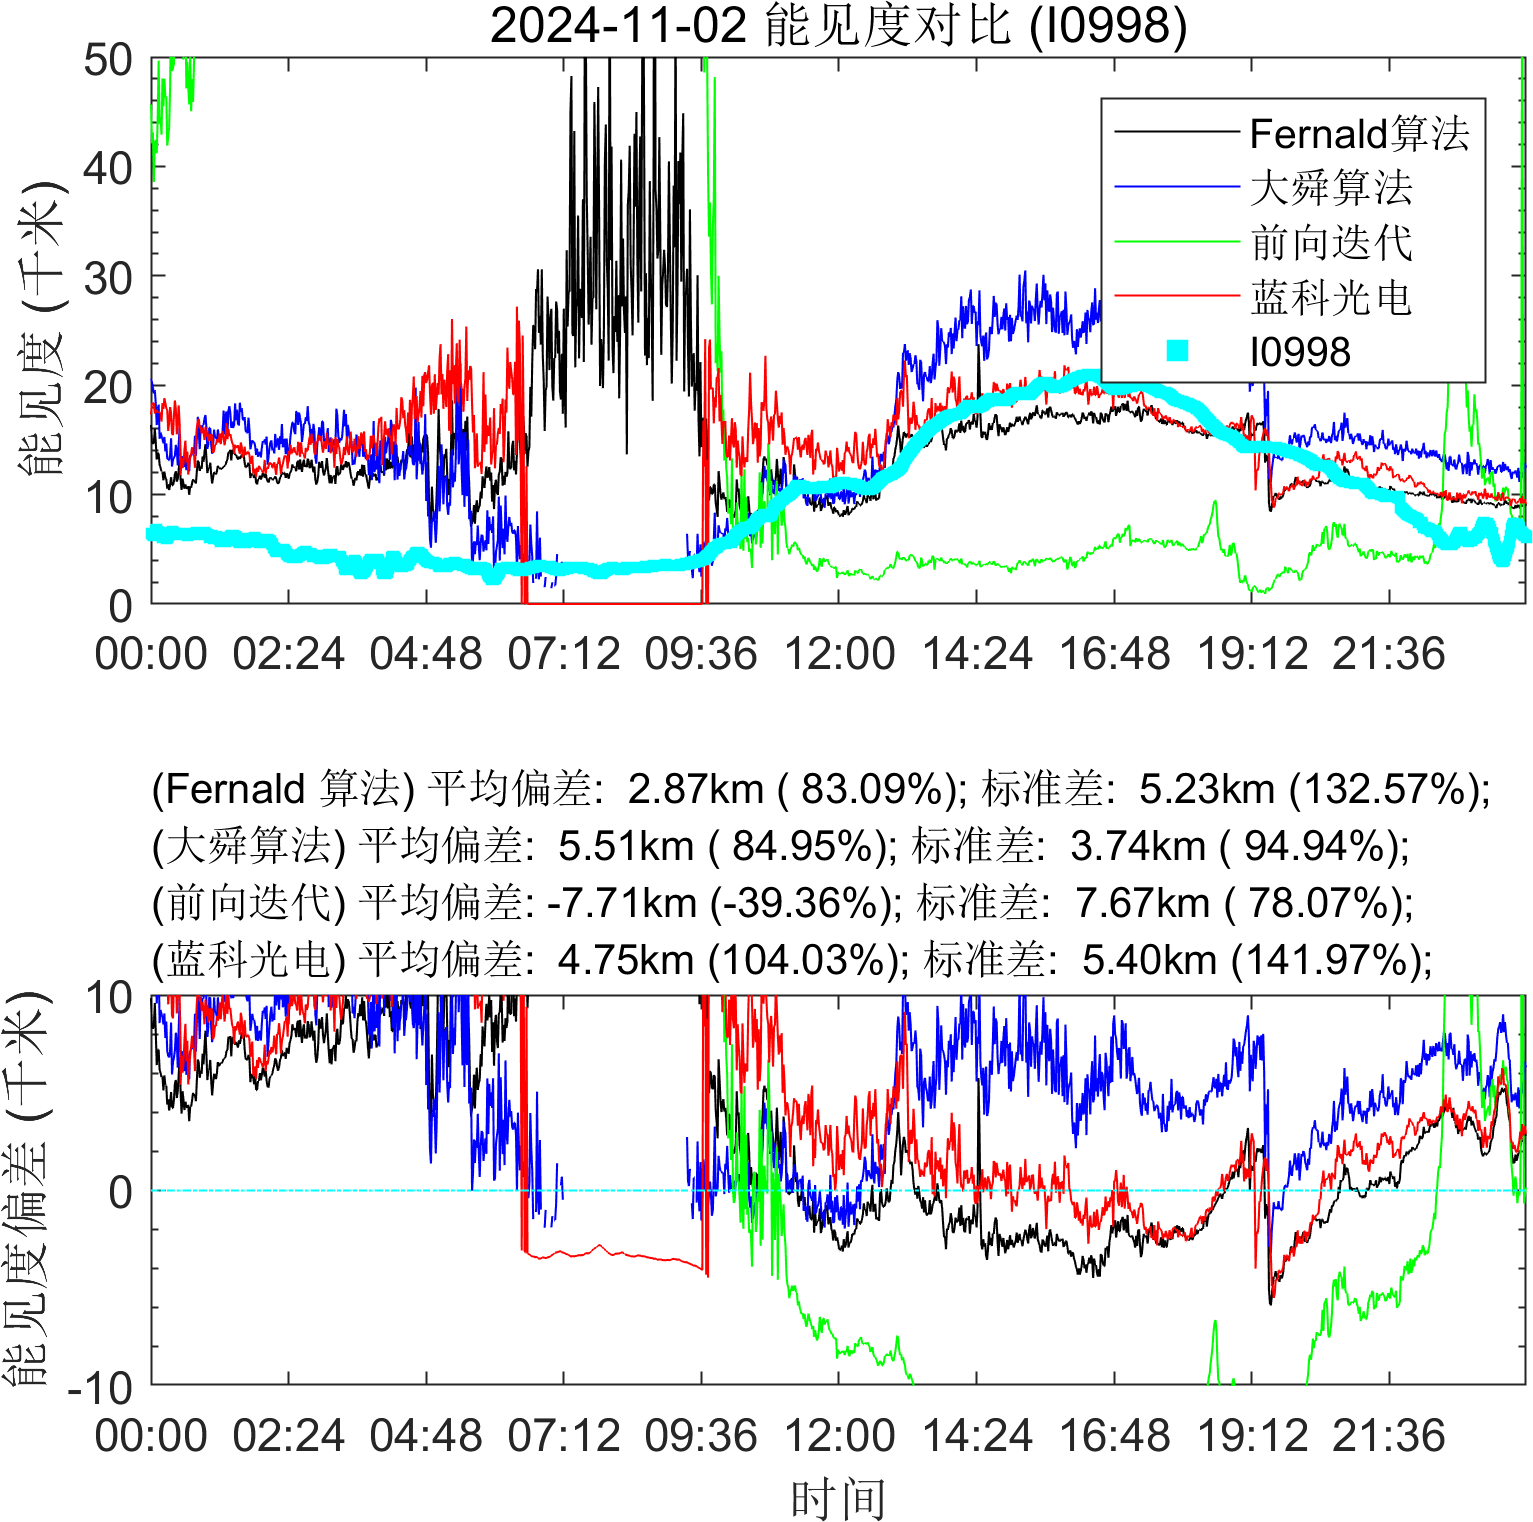 2024-11-02 能见度对比 (I0998)
50
40
30
20
10
0
能见度 (千米)
Fernald算法
大舜算法
前向迭代
蓝科光电
I0998
00:00 02:24 04:48 07:12 09:36 12:00 14:24 16:48 19:12 21:36
(Fernald 算法) 平均偏差: 2.87km ( 83.09%); 标准差: 5.23km (132.57%);
(大舜算法) 平均偏差: 5.51km ( 84.95%); 标准差: 3.74km ( 94.94%);
(前向迭代) 平均偏差: -7.71km (-39.36%); 标准差: 7.67km ( 78.07%);
(蓝科光电) 平均偏差: 4.75km (104.03%); 标准差: 5.40km (141.97%);
10
0
-10
能见度偏差 (千米)
00:00 02:24 04:48 07:12 09:36 12:00 14:24 16:48 19:12 21:36
时间